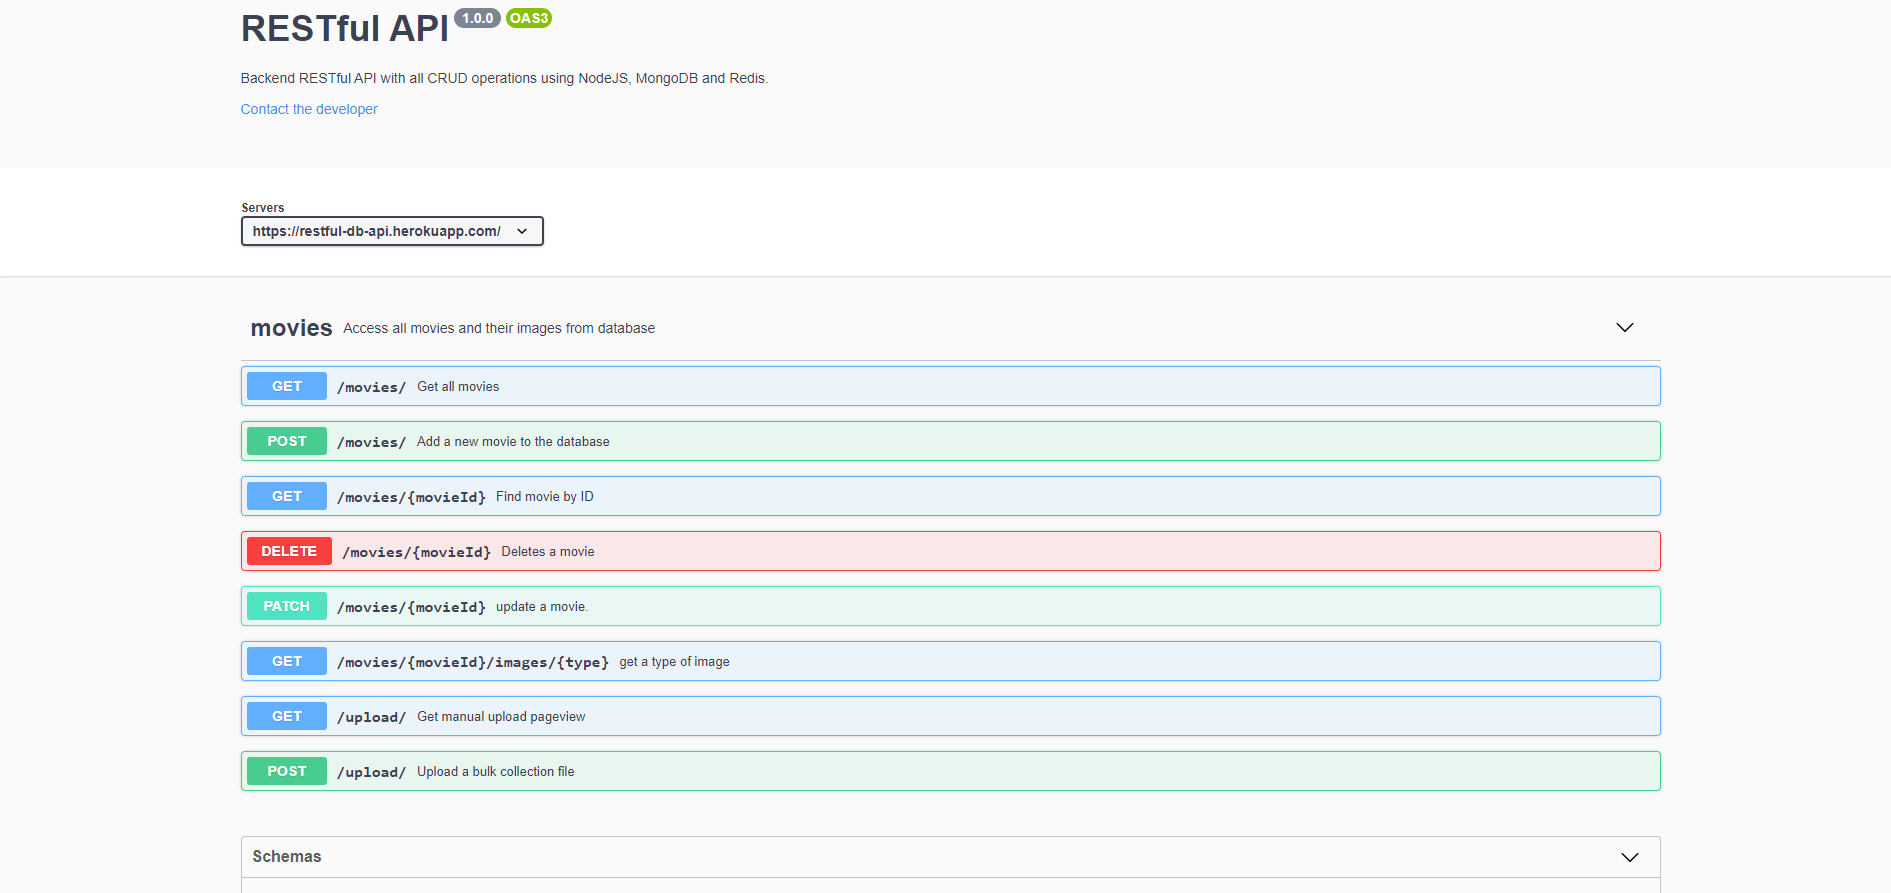 RESTful API 1.0.0 OAS3
Backend RESTful API with all CRUD operations using NodeJS, MongoDB and Redis.
Contact the developer
Servers
https://restful-db-api.herokuapp.com/
movies Access all movies and their images from database
GET /movies/ Get all movies
POST /movies/ Add a new movie to the database
GET /movies/{movieId} Find movie by ID
DELETE /movies/{movieId} Deletes a movie
PATCH /movies/{movieId} update a movie.
GET /movies/{movieId}/images/{type} get a type of image
GET /upload/ Get manual upload pageview
POST /upload/ Upload a bulk collection file
Schemas